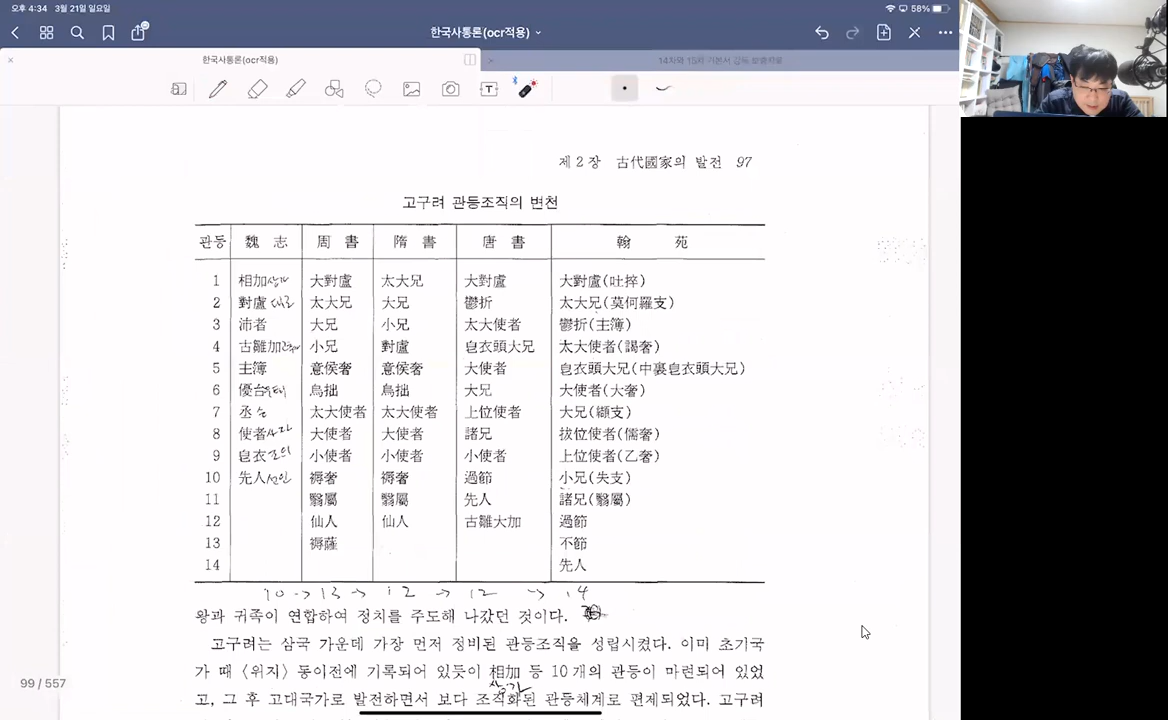 오후 4:34 3월 21일 일요일
58%
한국사통론(ocr적용)
한국사통론(ocr적용)
제 2 장 古代國家의 발전 97
고구려 관등조직의 변천
관등 魏 志 周 書 隋 書 唐 書 翰 苑
1 相加 상가 大對盧 太大兄 大對盧 大對盧(吐捽)
2 對盧 대로 太大兄 大兄 鬱折 太大兄(莫何羅支)
3 沛者 大兄 小兄 太大使者 鬱折(主簿)
4 古雛加 小兄 對盧 皂衣頭大兄 太大使者(謁奢)
5 主簿 意侯奢 意侯奢 大使者 皂衣頭大兄(中裏皂衣頭大兄)
6 優台 우태 烏拙 烏拙 大兄 大使者(大奢)
7 丞 승 太大使者 太大使者 上位使者 大兄(纈支)
8 使者 사자 大使者 大使者 諸兄 拔位使者(儒奢)
9 皂衣 조의 小使者 小使者 小使者 上位使者(乙奢)
10 先人 선인 褥奢 褥奢 過節 小兄(失支)
11 翳屬 翳屬 先人 諸兄(翳屬)
12 仙人 仙人 古雛大加 過節
13 褥薩 不節
14 先人
10 → 13 → 12 → 12 → 14
왕과 귀족이 연합하여 정치를 주도해 나갔던 것이다.
고구려는 삼국 가운데 가장 먼저 정비된 관등조직을 성립시켰다. 이미 초기국
가 때 〈위지〉 동이전에 기록되어 있듯이 相加 등 10개의 관등이 마련되어 있었
상가
고, 그 후 고대국가로 발전하면서 보다 조직화된 관등체계로 편제되었다. 고구려
99 / 557